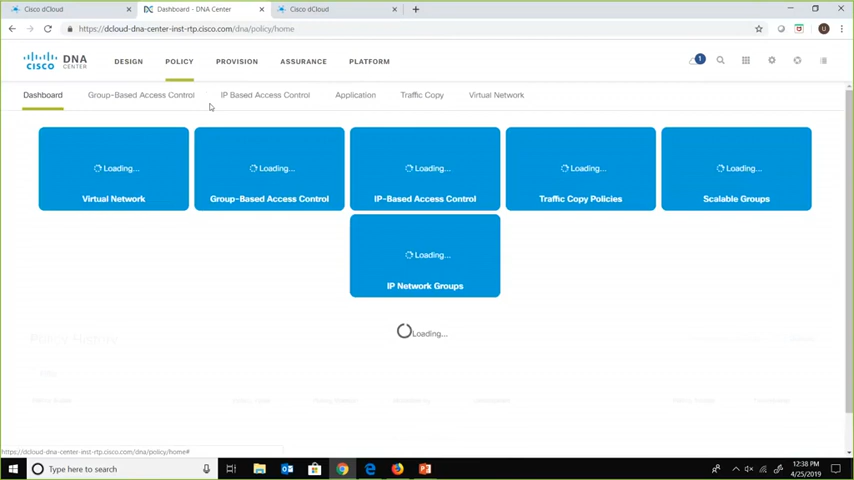 Cisco dCloud
Dashboard - DNA Center
Cisco dCloud
https://dcloud-dna-center-inst-rtp.cisco.com/dna/policy/home
U
CISCO
DNA
CENTER
DESIGN
POLICY
PROVISION
ASSURANCE
PLATFORM
1
Dashboard
Group-Based Access Control
IP Based Access Control
Application
Traffic Copy
Virtual Network
Loading...
Virtual Network
Loading...
Group-Based Access Control
Loading...
IP-Based Access Control
Loading...
Traffic Copy Policies
Loading...
Scalable Groups
Loading...
IP Network Groups
Loading...
Policy History
https://dcloud-dna-center-inst-rtp.cisco.com/dna/policy/home#
Type here to search
12:38 PM
4/25/2019